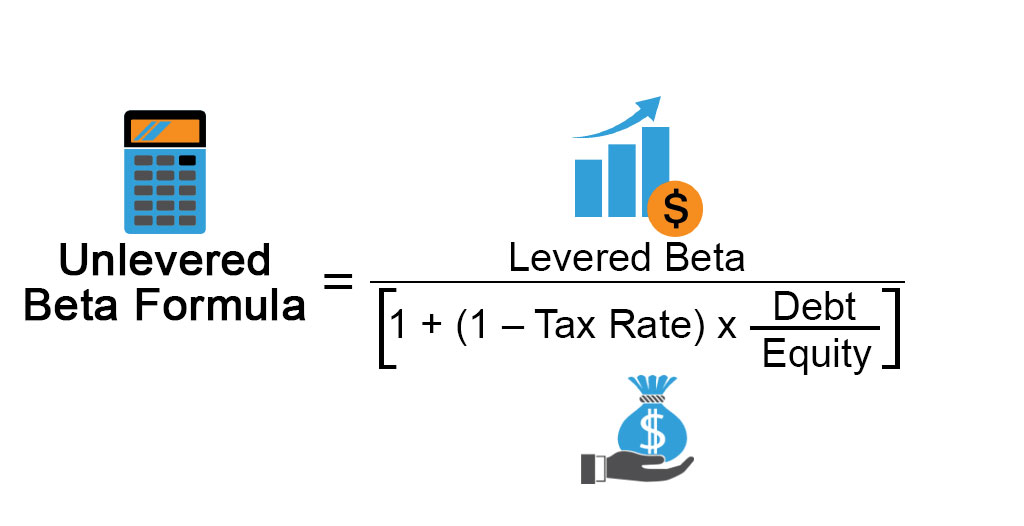 $
Unlevered
Beta Formula
=
Levered Beta
[1 + (1 – Tax Rate) x Debt
Equity]
$